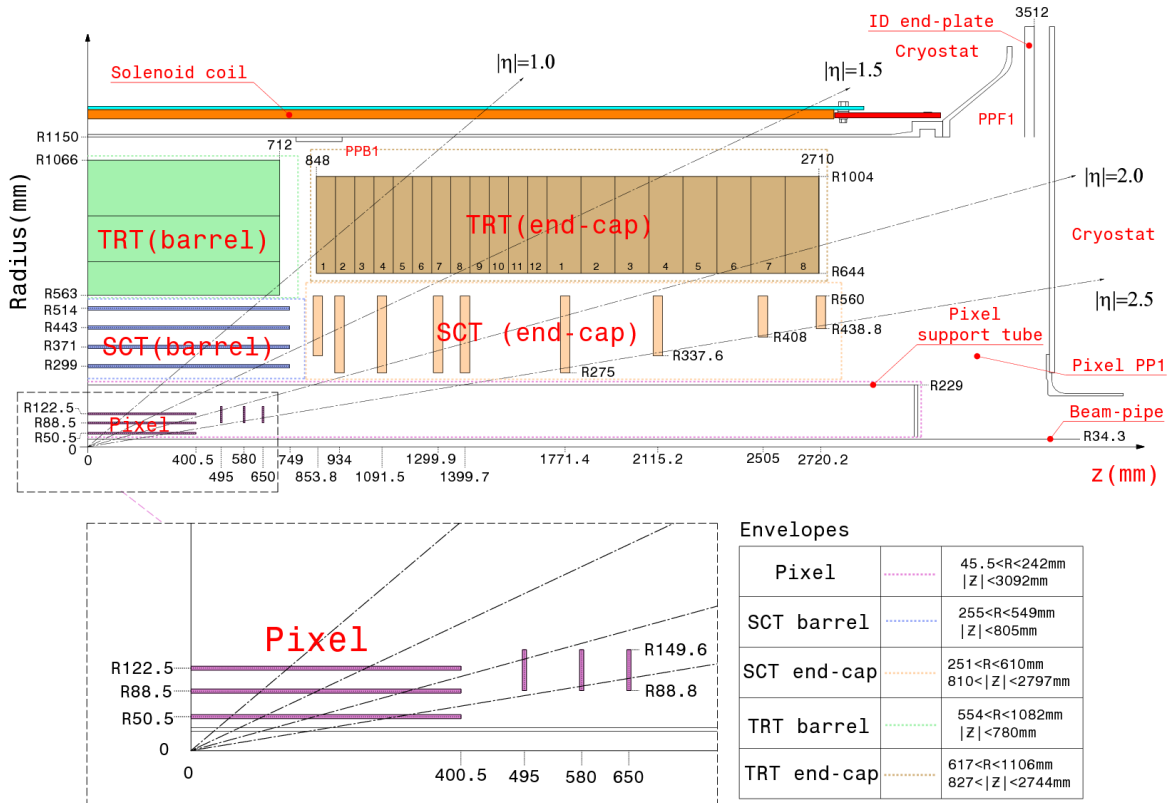 3512
ID end-plate
Cryostat
|η|=1.0
|η|=1.5
Solenoid coil
PPF1
R1150
712
PPB1
848
2710
R1066
R1004
|η|=2.0
TRT(barrel)
TRT(end-cap)
Cryostat
Radius(mm)
1 2 3 4 5 6 7 8 9 10 11 12 1 2 3 4 5 6 7 8
R644
R563
R560
|η|=2.5
R514
R443
SCT(barrel)
SCT (end-cap)
R438.8
R408
Pixel
support tube
R371
R337.6
R299
R275
Pixel PP1
R229
R122.5
R88.5
Pixel
R50.5
Beam-pipe
R34.3
0
0
400.5
580
749
934
1299.9
1771.4
2115.2
2505
2720.2
495
650
853.8
1091.5
1399.7
z(mm)
Pixel
R122.5
R149.6
R88.5
R88.8
R50.5
0
0
400.5
495
580
650
Envelopes
Pixel
45.5<R<242mm
|Z|<3092mm
SCT barrel
255<R<549mm
|Z|<805mm
SCT end-cap
251<R<610mm
810<|Z|<2797mm
TRT barrel
554<R<1082mm
|Z|<780mm
TRT end-cap
617<R<1106mm
827<|Z|<2744mm